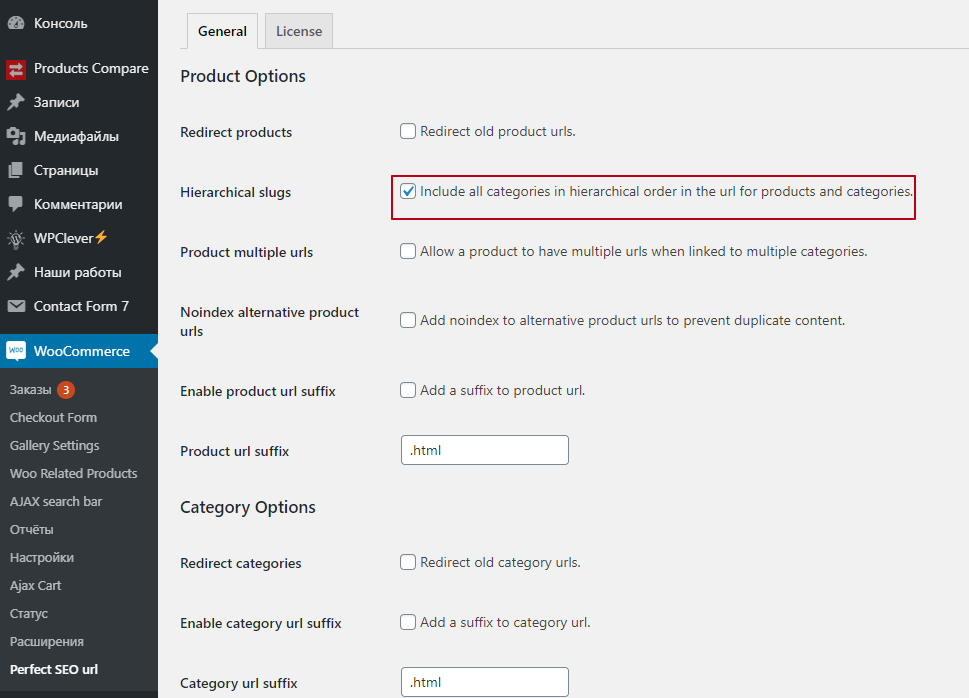 Консоль
Products Compare
Записи
Медиафайлы
Страницы
Комментарии
WPClever⚡
Наши работы
Contact Form 7
Woo WooCommerce
Заказы 3
Checkout Form
Gallery Settings
Woo Related Products
AJAX search bar
Отчёты
Настройки
Ajax Cart
Статус
Расширения
Perfect SEO url
General License
Product Options
Redirect products Redirect old product urls.
Hierarchical slugs Include all categories in hierarchical order in the url for products and categories.
Product multiple urls Allow a product to have multiple urls when linked to multiple categories.
Noindex alternative product
urls Add noindex to alternative product urls to prevent duplicate content.
Enable product url suffix Add a suffix to product url.
Product url suffix .html
Category Options
Redirect categories Redirect old category urls.
Enable category url suffix Add a suffix to category url.
Category url suffix .html